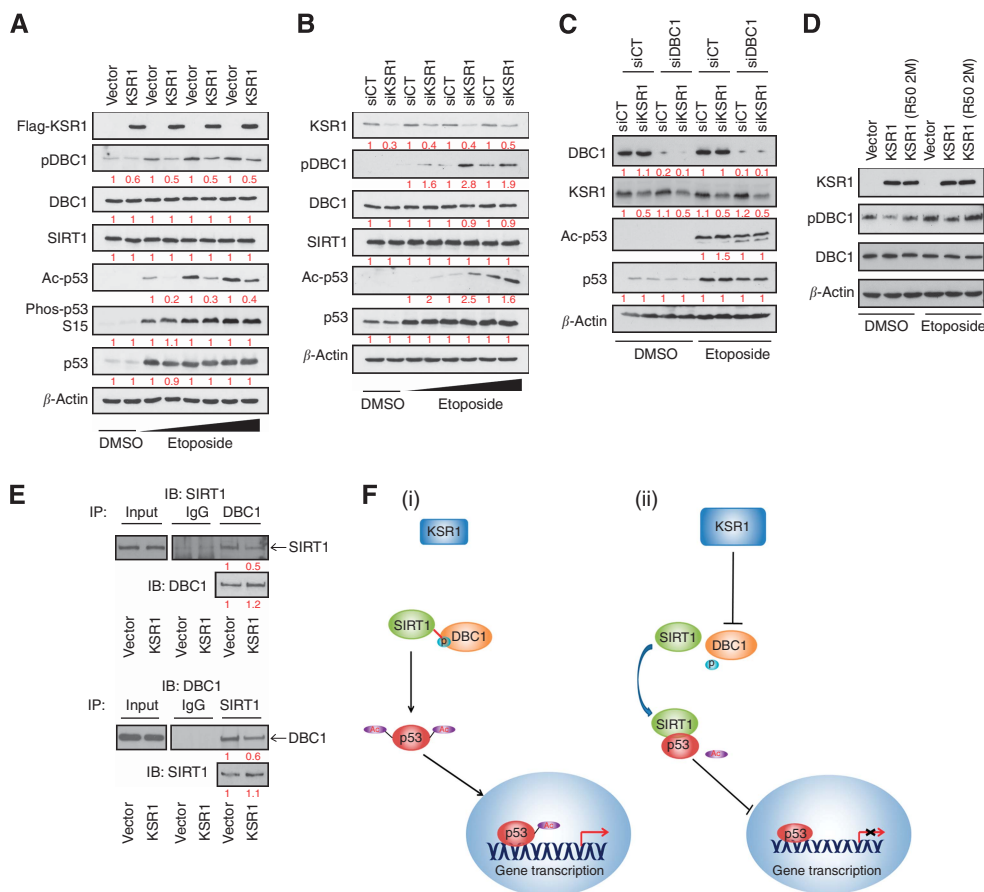 A
Vector KSR1 Vector KSR1 Vector KSR1 Vector KSR1
Flag-KSR1
pDBC1
1 0.6 1 0.5 1 0.5 1 0.5
DBC1
1 1 1 1 1 1 1 1
SIRT1
1 1 1 1 1 1 1 1
Ac-p53
1 0.2 1 0.3 1 0.4
Phos-p53
S15
1 1 1 1.1 1 1 1 1
p53
1 1 1 0.9 1 1 1 1
β-Actin
DMSO Etoposide
B
siCT siKSR1 siCT siKSR1 siCT siKSR1 siCT siKSR1
KSR1
1 0.3 1 0.4 1 0.4 1 0.5
pDBC1
1 1.6 1 2.8 1 1.9
DBC1
1 1 1 1 1 0.9 1 0.9
SIRT1
1 1 1 1 1 1 1 1
Ac-p53
1 2 1 2.5 1 1.6
p53
1 1 1 1 1 1 1 1
β-Actin
DMSO Etoposide
C
siCT siDBC1 siCT siDBC1
siCT siKSR1 siCT siKSR1 siCT siKSR1 siCT siKSR1
DBC1
1 1.1 0.2 0.1 1 1 0.1 0.1
KSR1
1 0.5 1.1 0.5 1.1 0.5 1.2 0.5
Ac-p53
1 1.5 1 1
p53
1 1 1 1 1 1 1 1
β-Actin
DMSO Etoposide
D
Vector KSR1 KSR1 (R50 2M) Vector KSR1 KSR1 (R50 2M)
KSR1
pDBC1
DBC1
β-Actin
DMSO Etoposide
E
IB: SIRT1
IP: Input IgG DBC1
SIRT1
1 0.5
IB: DBC1
1 1.2
Vector KSR1 Vector KSR1 Vector KSR1
IB: DBC1
IP: Input IgG SIRT1
DBC1
1 0.6
IB: SIRT1
1 1.1
Vector KSR1 Vector KSR1 Vector KSR1
F
(i)
KSR1
SIRT1
p
DBC1
Ac p53 Ac
p53 Ac
Gene transcription
(ii)
KSR1
SIRT1
DBC1
p
SIRT1
p53
Ac
p53
Gene transcription